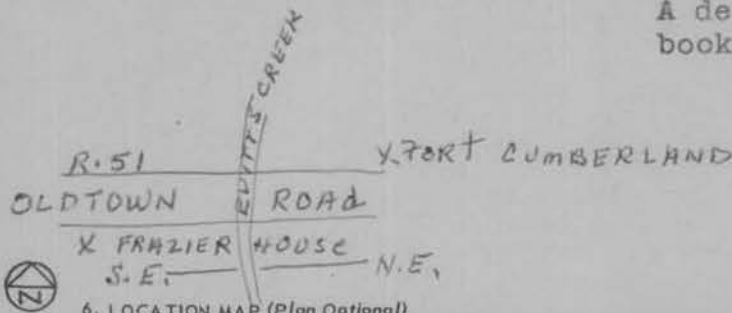 A de
book
EVITTS CREEK
R.51 X FORT CUMBERLAND
OLDTOWN ROAD
X FRAZIER HOUSE
S.E. N.E.
N
6. LOCATION MAP (Plan Optional)